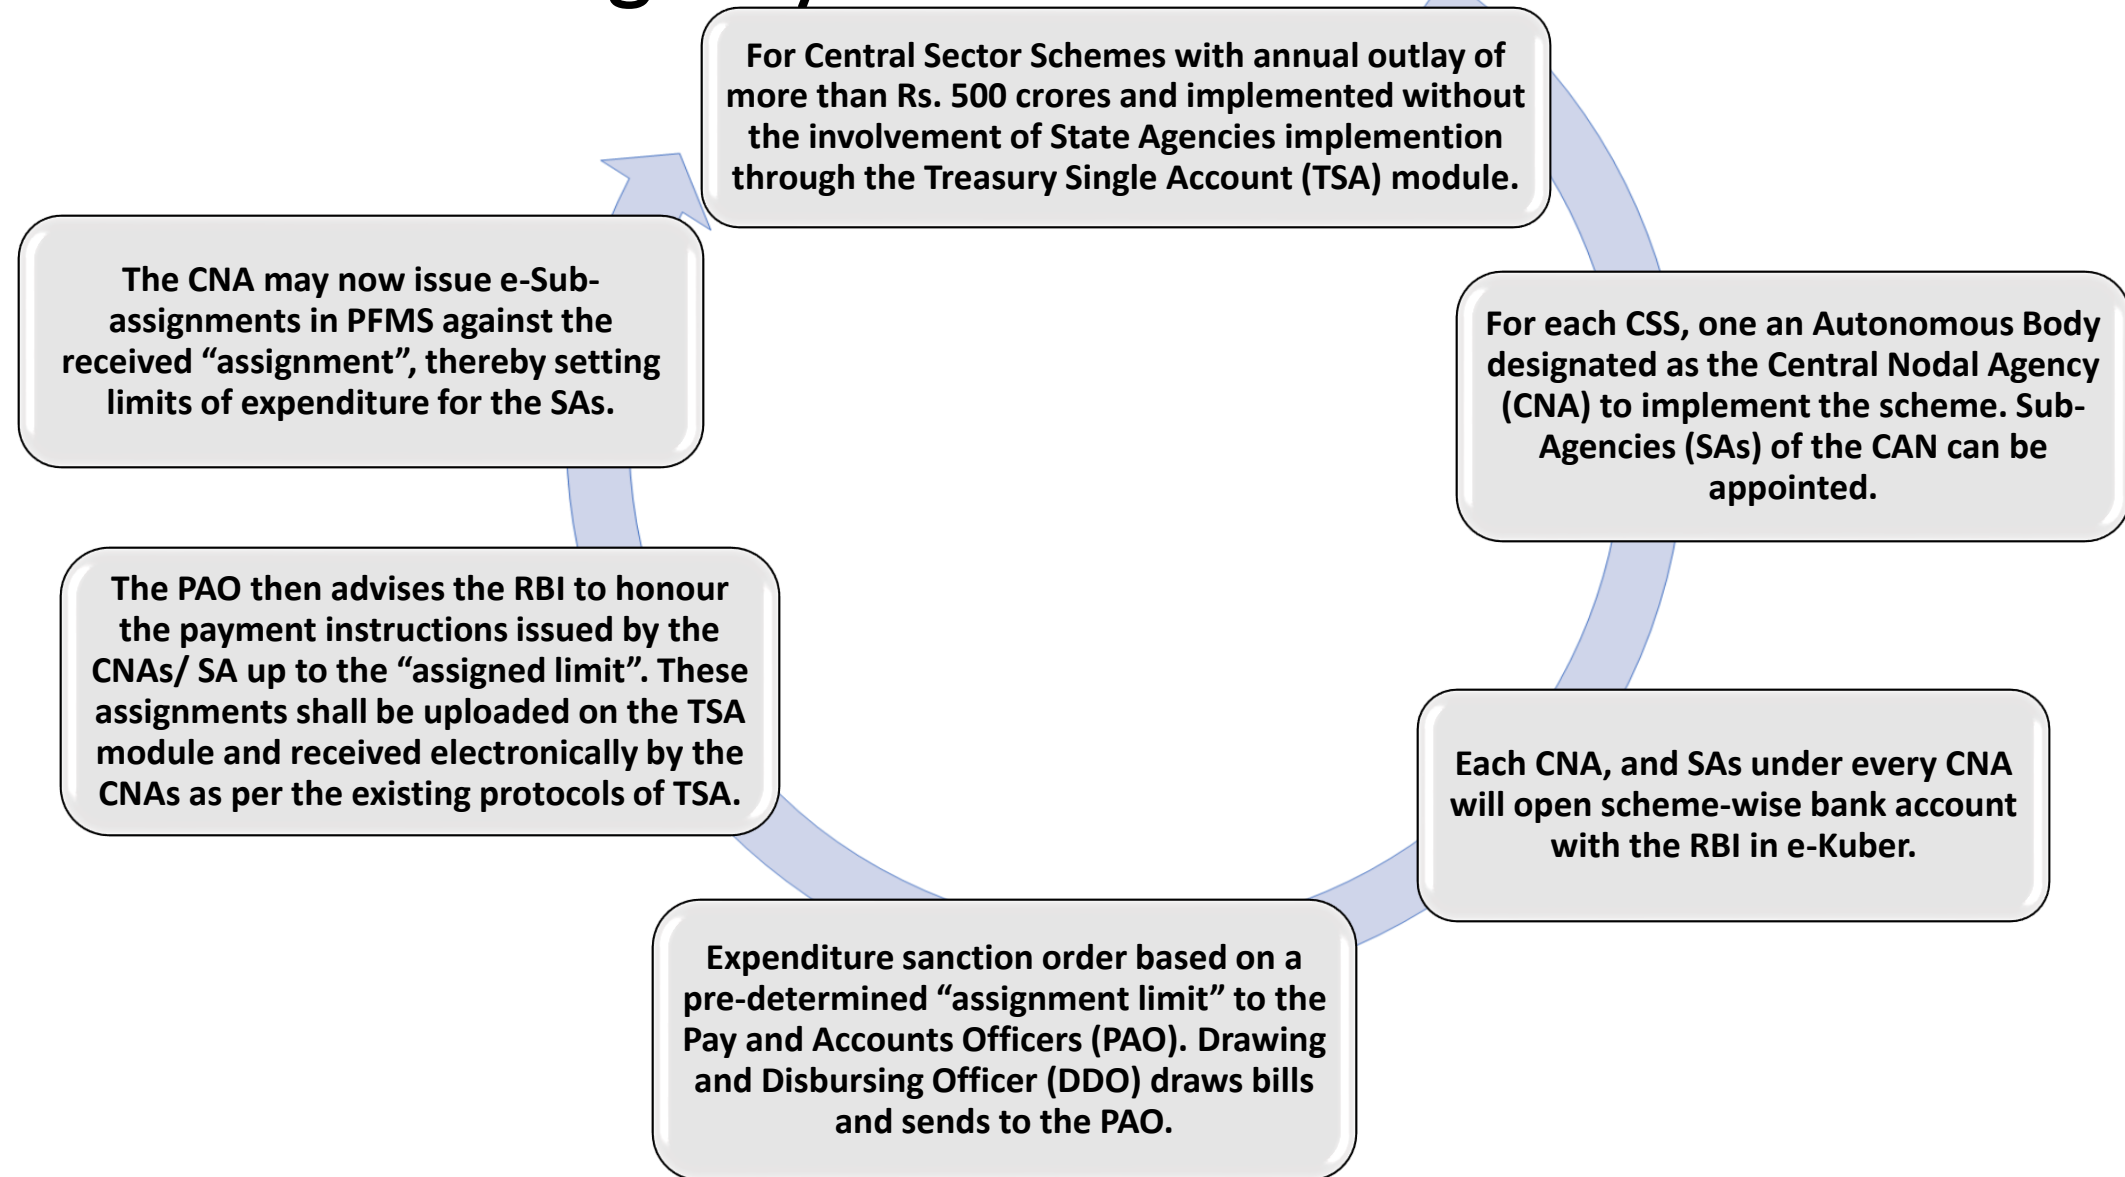 For Central Sector Schemes with annual outlay of
more than Rs. 500 crores and implemented without
the involvement of State Agencies implemention
through the Treasury Single Account (TSA) module.
For each CSS, one an Autonomous Body
designated as the Central Nodal Agency
(CNA) to implement the scheme. Sub-
Agencies (SAs) of the CAN can be
appointed.
Each CNA, and SAs under every CNA
will open scheme-wise bank account
with the RBI in e-Kuber.
Expenditure sanction order based on a
pre-determined “assignment limit” to the
Pay and Accounts Officers (PAO). Drawing
and Disbursing Officer (DDO) draws bills
and sends to the PAO.
The PAO then advises the RBI to honour
the payment instructions issued by the
CNAs/ SA up to the “assigned limit”. These
assignments shall be uploaded on the TSA
module and received electronically by the
CNAs as per the existing protocols of TSA.
The CNA may now issue e-Sub-
assignments in PFMS against the
received “assignment”, thereby setting
limits of expenditure for the SAs.